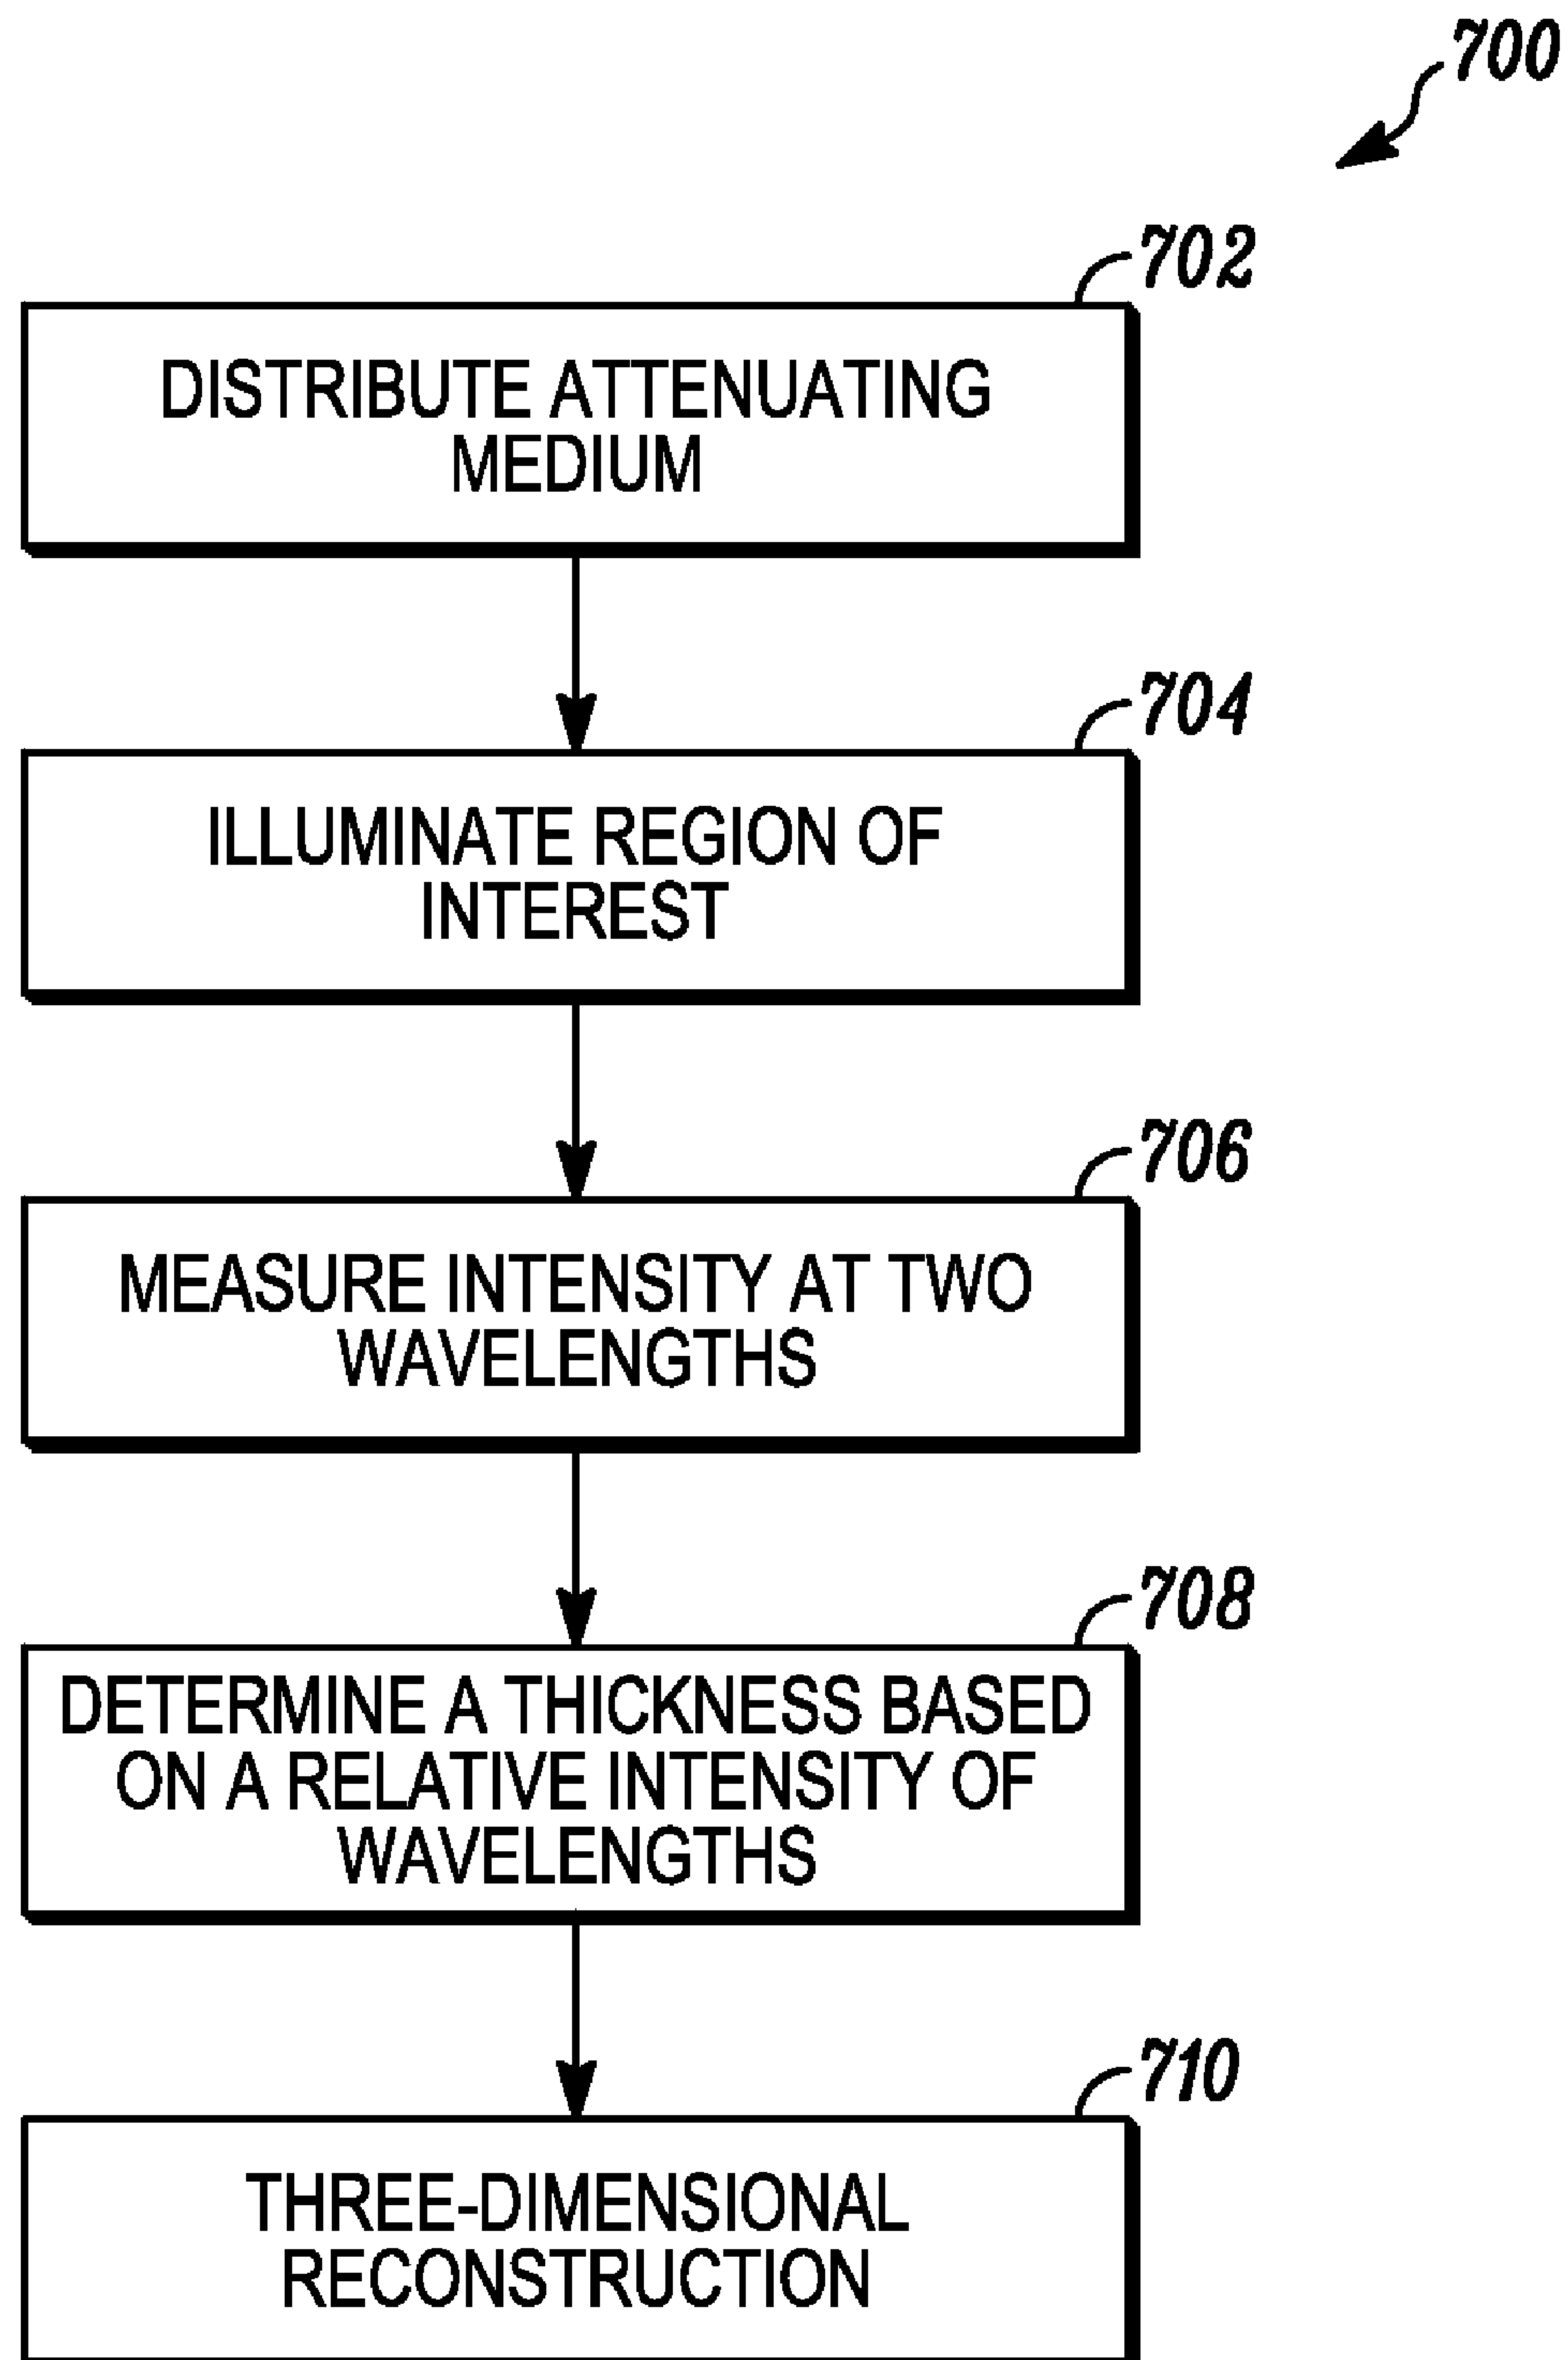 700
702
DISTRIBUTE ATTENUATING
MEDIUM
704
ILLUMINATE REGION OF
INTEREST
706
MEASURE INTENSITY AT TWO
WAVELENGTHS
708
DETERMINE A THICKNESS BASED
ON A RELATIVE INTENSITY OF
WAVELENGTHS
710
THREE-DIMENSIONAL
RECONSTRUCTION